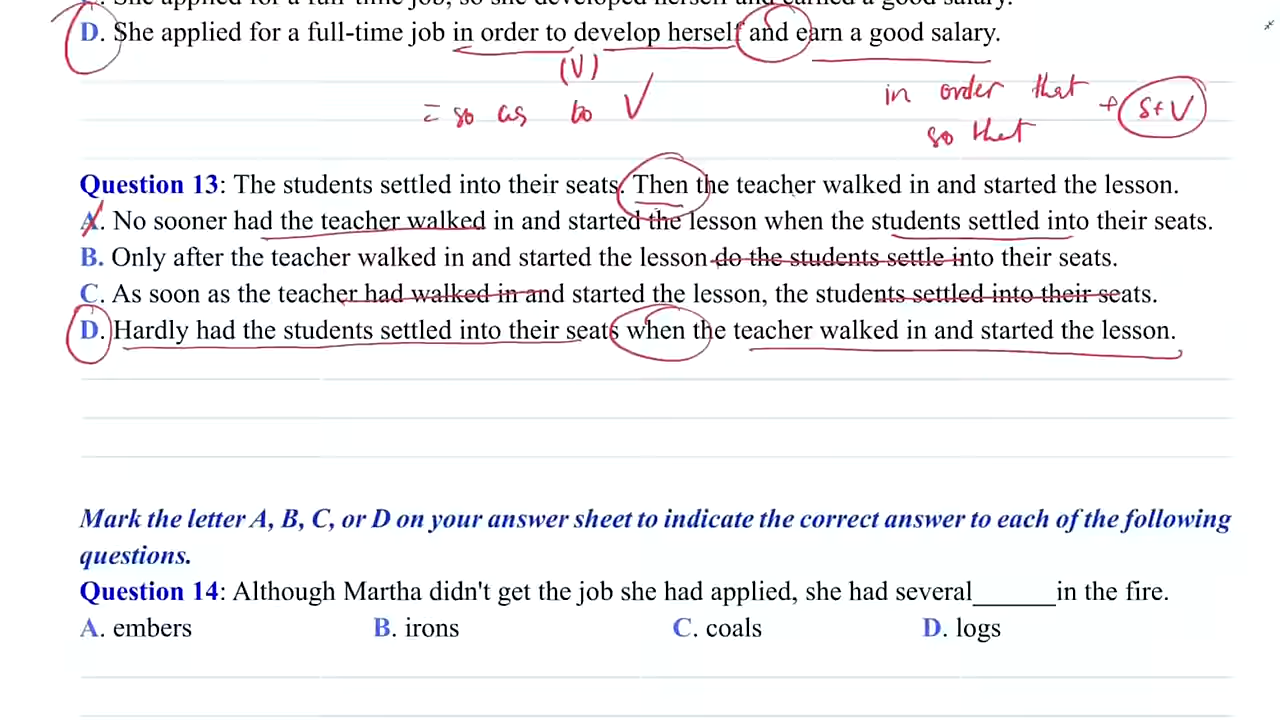 D. She applied for a full-time job in order to develop herself and earn a good salary.
(V)
= so as to V
in order that
so that
+ S+V
Question 13: The students settled into their seats. Then the teacher walked in and started the lesson.
A. No sooner had the teacher walked in and started the lesson when the students settled into their seats.
B. Only after the teacher walked in and started the lesson do the students settle into their seats.
C. As soon as the teacher had walked in and started the lesson, the students settled into their seats.
D. Hardly had the students settled into their seats when the teacher walked in and started the lesson.
Mark the letter A, B, C, or D on your answer sheet to indicate the correct answer to each of the following
questions.
Question 14: Although Martha didn't get the job she had applied, she had several______in the fire.
A. embers B. irons C. coals D. logs